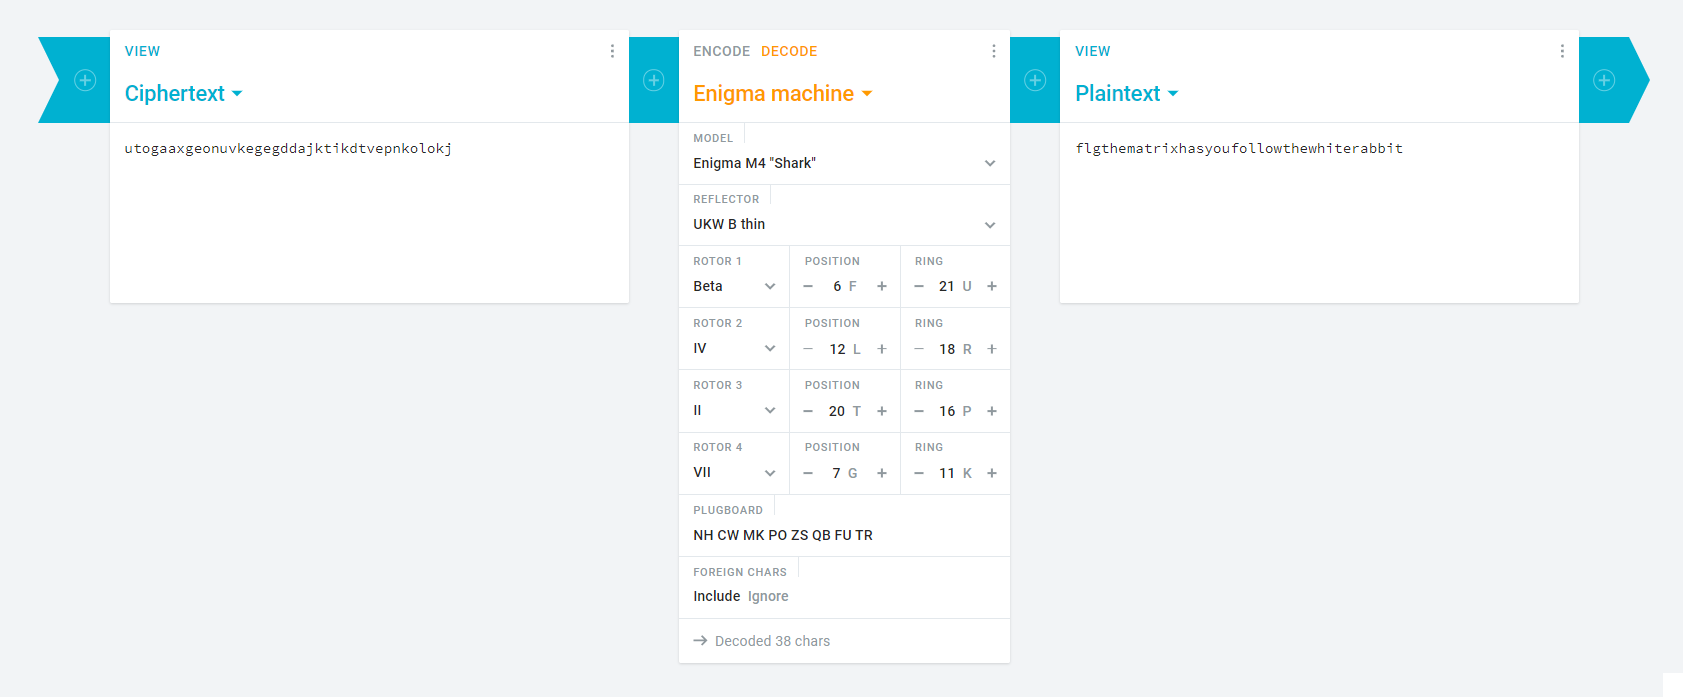 VIEW
Ciphertext
utogaaxgeonuvkegegddajktikdtvepnkolokj
ENCODE DECODE
Enigma machine
MODEL
Enigma M4 "Shark"
REFLECTOR
UKW B thin
ROTOR 1 POSITION RING
Beta − 6 F + − 21 U +
ROTOR 2 POSITION RING
IV − 12 L + − 18 R +
ROTOR 3 POSITION RING
II − 20 T + − 16 P +
ROTOR 4 POSITION RING
VII − 7 G + − 11 K +
PLUGBOARD
NH CW MK PO ZS QB FU TR
FOREIGN CHARS
Include Ignore
→ Decoded 38 chars
VIEW
Plaintext
flgthematrixhasyoufollowthewhiterabbit